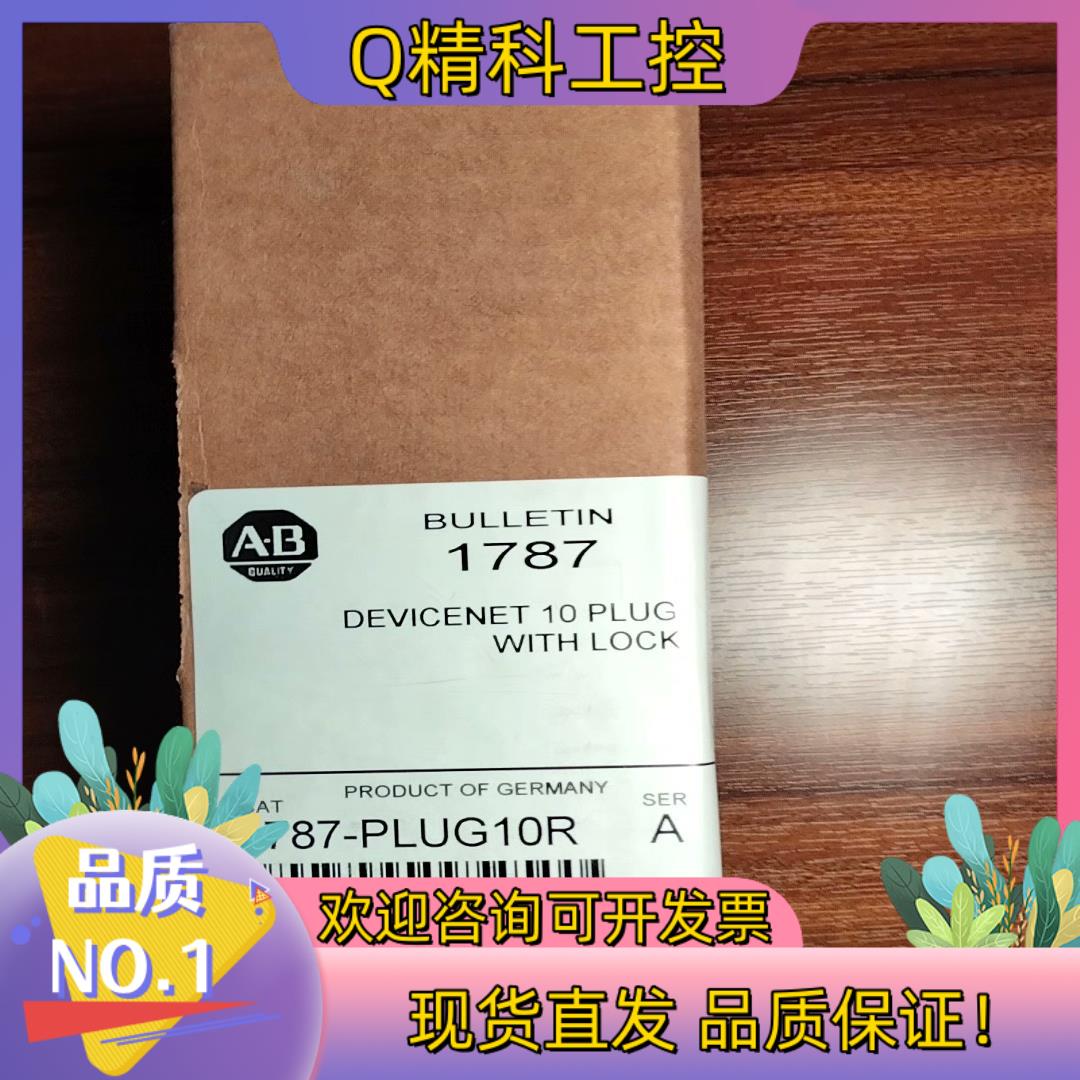 Q精科工控
A-B
QUALITY
BULLETIN
1787
DEVICENET 10 PLUG
WITH LOCK
PRODUCT OF GERMANY
SER
AT
787-PLUG10R
A
品质
NO.1
欢迎咨询可开发票
现货直发 品质保证!